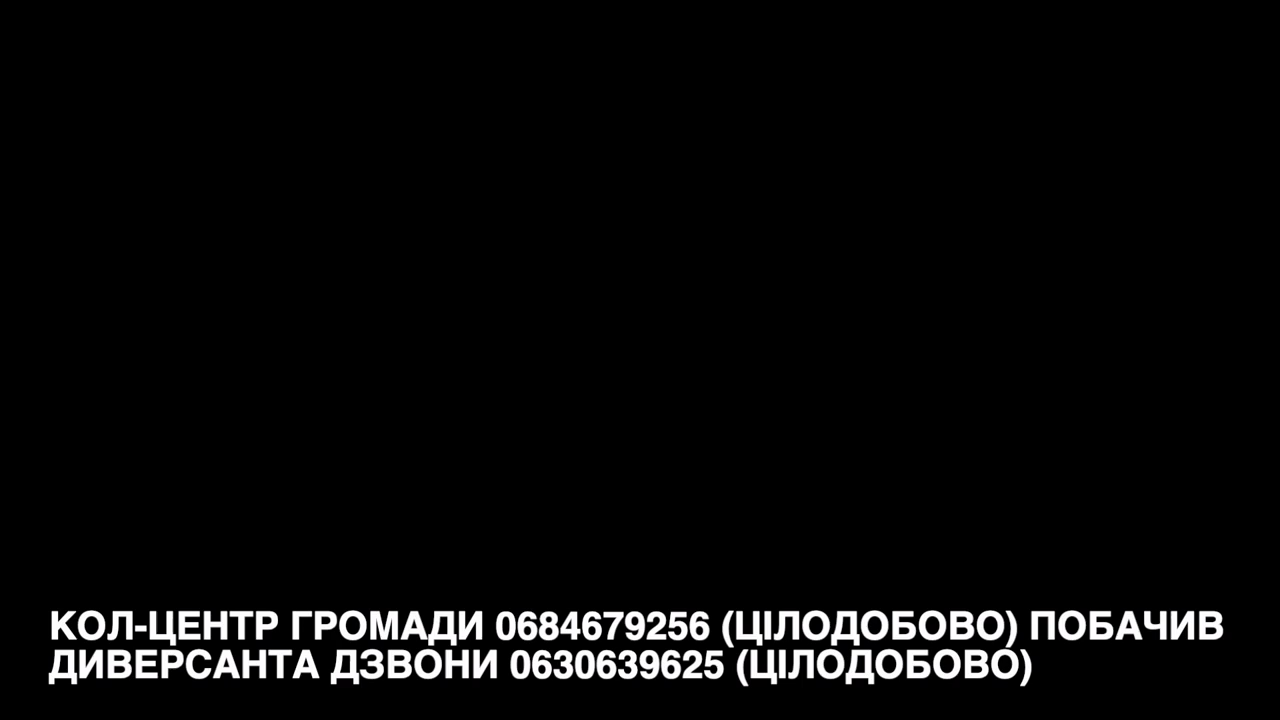 КОЛ-ЦЕНТР ГРОМАДИ 0684679256 (ЦІЛОДОБОВО) ПОБАЧИВ
ДИВЕРСАНТА ДЗВОНИ 0630639625 (ЦІЛОДОБОВО)